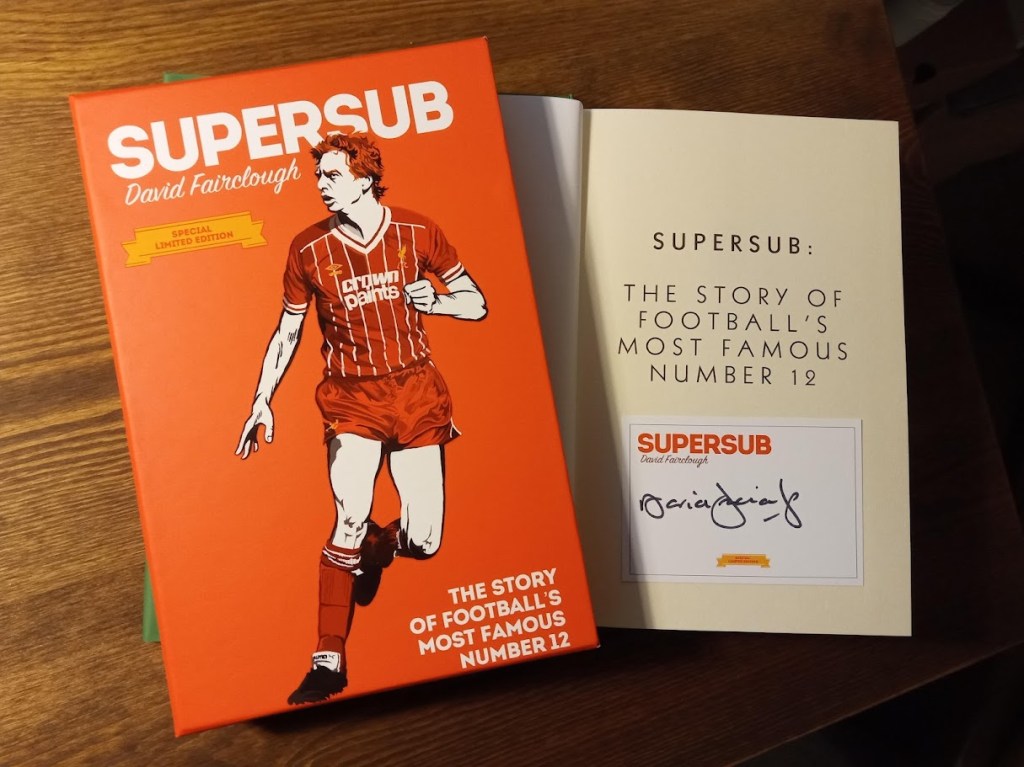 SUPERSUB
David Fairclough
SPECIAL
LIMITED EDITION
crown
paints
THE STORY
OF FOOTBALL'S
MOST FAMOUS
NUMBER 12
SUPERSUB:
THE STORY OF
FOOTBALL'S
MOST FAMOUS
NUMBER 12
SUPERSUB
David Fairclough